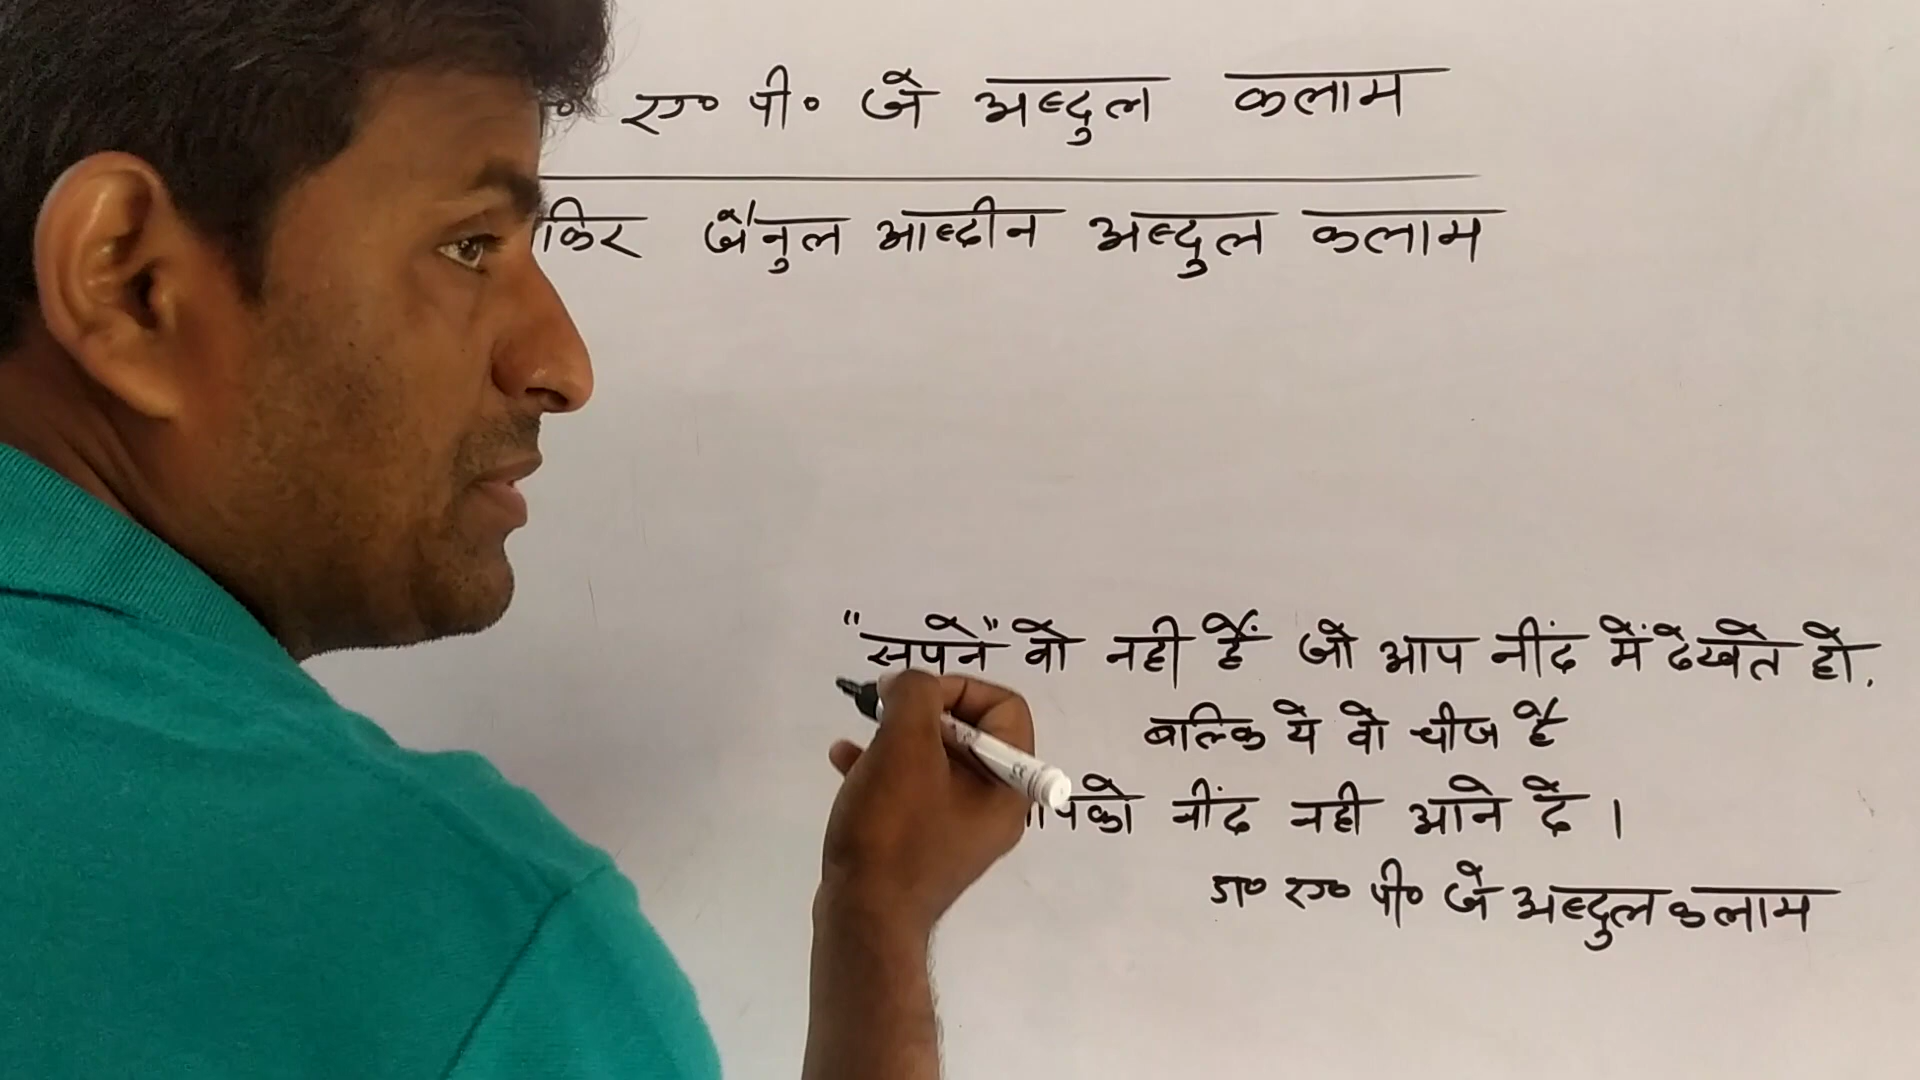 ए० पी० जे अब्दुल कलाम
जैनुल आब्दीन अब्दुल कलाम
"सपने" वो नही हैं जो आप नींद में देखते हो.
बल्कि ये वो चीज है
नींद नही आने दे ।
डा० ए० पी० जे अब्दुल कलाम